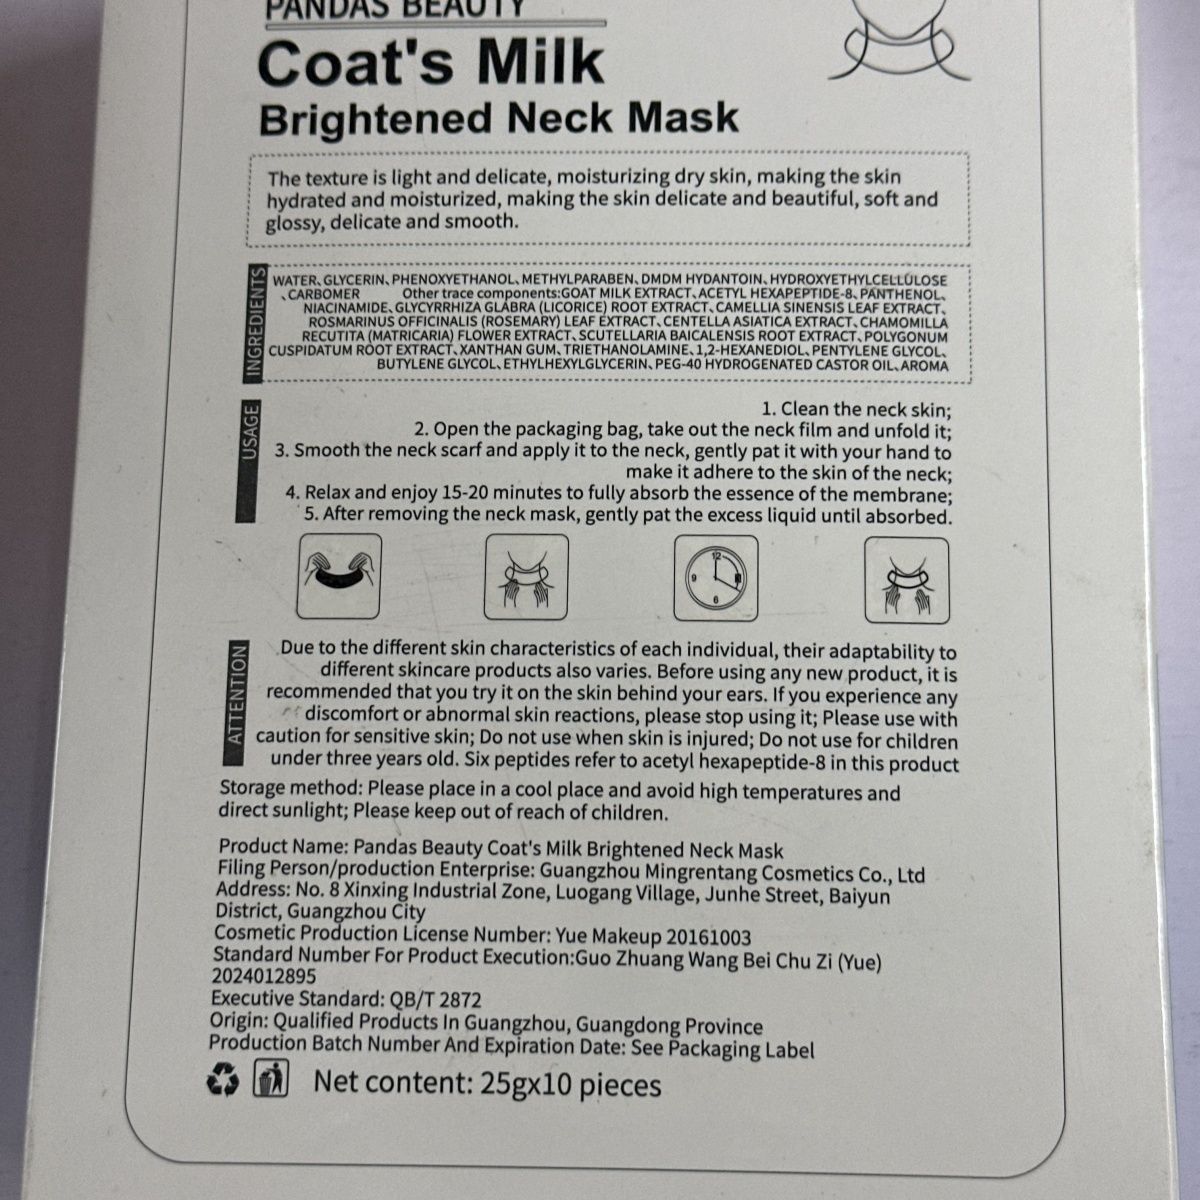 PANDAS BEAUTY
Coat's Milk
Brightened Neck Mask
The texture is light and delicate, moisturizing dry skin, making the skin
hydrated and moisturized, making the skin delicate and beautiful, soft and
glossy, delicate and smooth.
INGREDIENTS
WATER、GLYCERIN、PHENOXYETHANOL、METHYLPARABEN、DMDM HYDANTOIN、HYDROXYETHYLCELLULOSE
、CARBOMER Other trace components:GOAT MILK EXTRACT、ACETYL HEXAPEPTIDE-8、PANTHENOL、
NIACINAMIDE、GLYCYRRHIZA GLABRA (LICORICE) ROOT EXTRACT、CAMELLIA SINENSIS LEAF EXTRACT、
ROSMARINUS OFFICINALIS (ROSEMARY) LEAF EXTRACT、CENTELLA ASIATICA EXTRACT、CHAMOMILLA
RECUTITA (MATRICARIA) FLOWER EXTRACT、SCUTELLARIA BAICALENSIS ROOT EXTRACT、POLYGONUM
CUSPIDATUM ROOT EXTRACT、XANTHAN GUM、TRIETHANOLAMINE、1,2-HEXANEDIOL、PENTYLENE GLYCOL、
BUTYLENE GLYCOL、ETHYLHEXYLGLYCERIN、PEG-40 HYDROGENATED CASTOR OIL、AROMA
USAGE
1. Clean the neck skin;
2. Open the packaging bag, take out the neck film and unfold it;
3. Smooth the neck scarf and apply it to the neck, gently pat it with your hand to
make it adhere to the skin of the neck;
4. Relax and enjoy 15-20 minutes to fully absorb the essence of the membrane;
5. After removing the neck mask, gently pat the excess liquid until absorbed.
12
9
6
ATTENTION
Due to the different skin characteristics of each individual, their adaptability to
different skincare products also varies. Before using any new product, it is
recommended that you try it on the skin behind your ears. If you experience any
discomfort or abnormal skin reactions, please stop using it; Please use with
caution for sensitive skin; Do not use when skin is injured; Do not use for children
under three years old. Six peptides refer to acetyl hexapeptide-8 in this product
Storage method: Please place in a cool place and avoid high temperatures and
direct sunlight; Please keep out of reach of children.
Product Name: Pandas Beauty Coat's Milk Brightened Neck Mask
Filing Person/production Enterprise: Guangzhou Mingrentang Cosmetics Co., Ltd
Address: No. 8 Xinxing Industrial Zone, Luogang Village, Junhe Street, Baiyun
District, Guangzhou City
Cosmetic Production License Number: Yue Makeup 20161003
Standard Number For Product Execution:Guo Zhuang Wang Bei Chu Zi (Yue)
2024012895
Executive Standard: QB/T 2872
Origin: Qualified Products In Guangzhou, Guangdong Province
Production Batch Number And Expiration Date: See Packaging Label
Net content: 25gx10 pieces